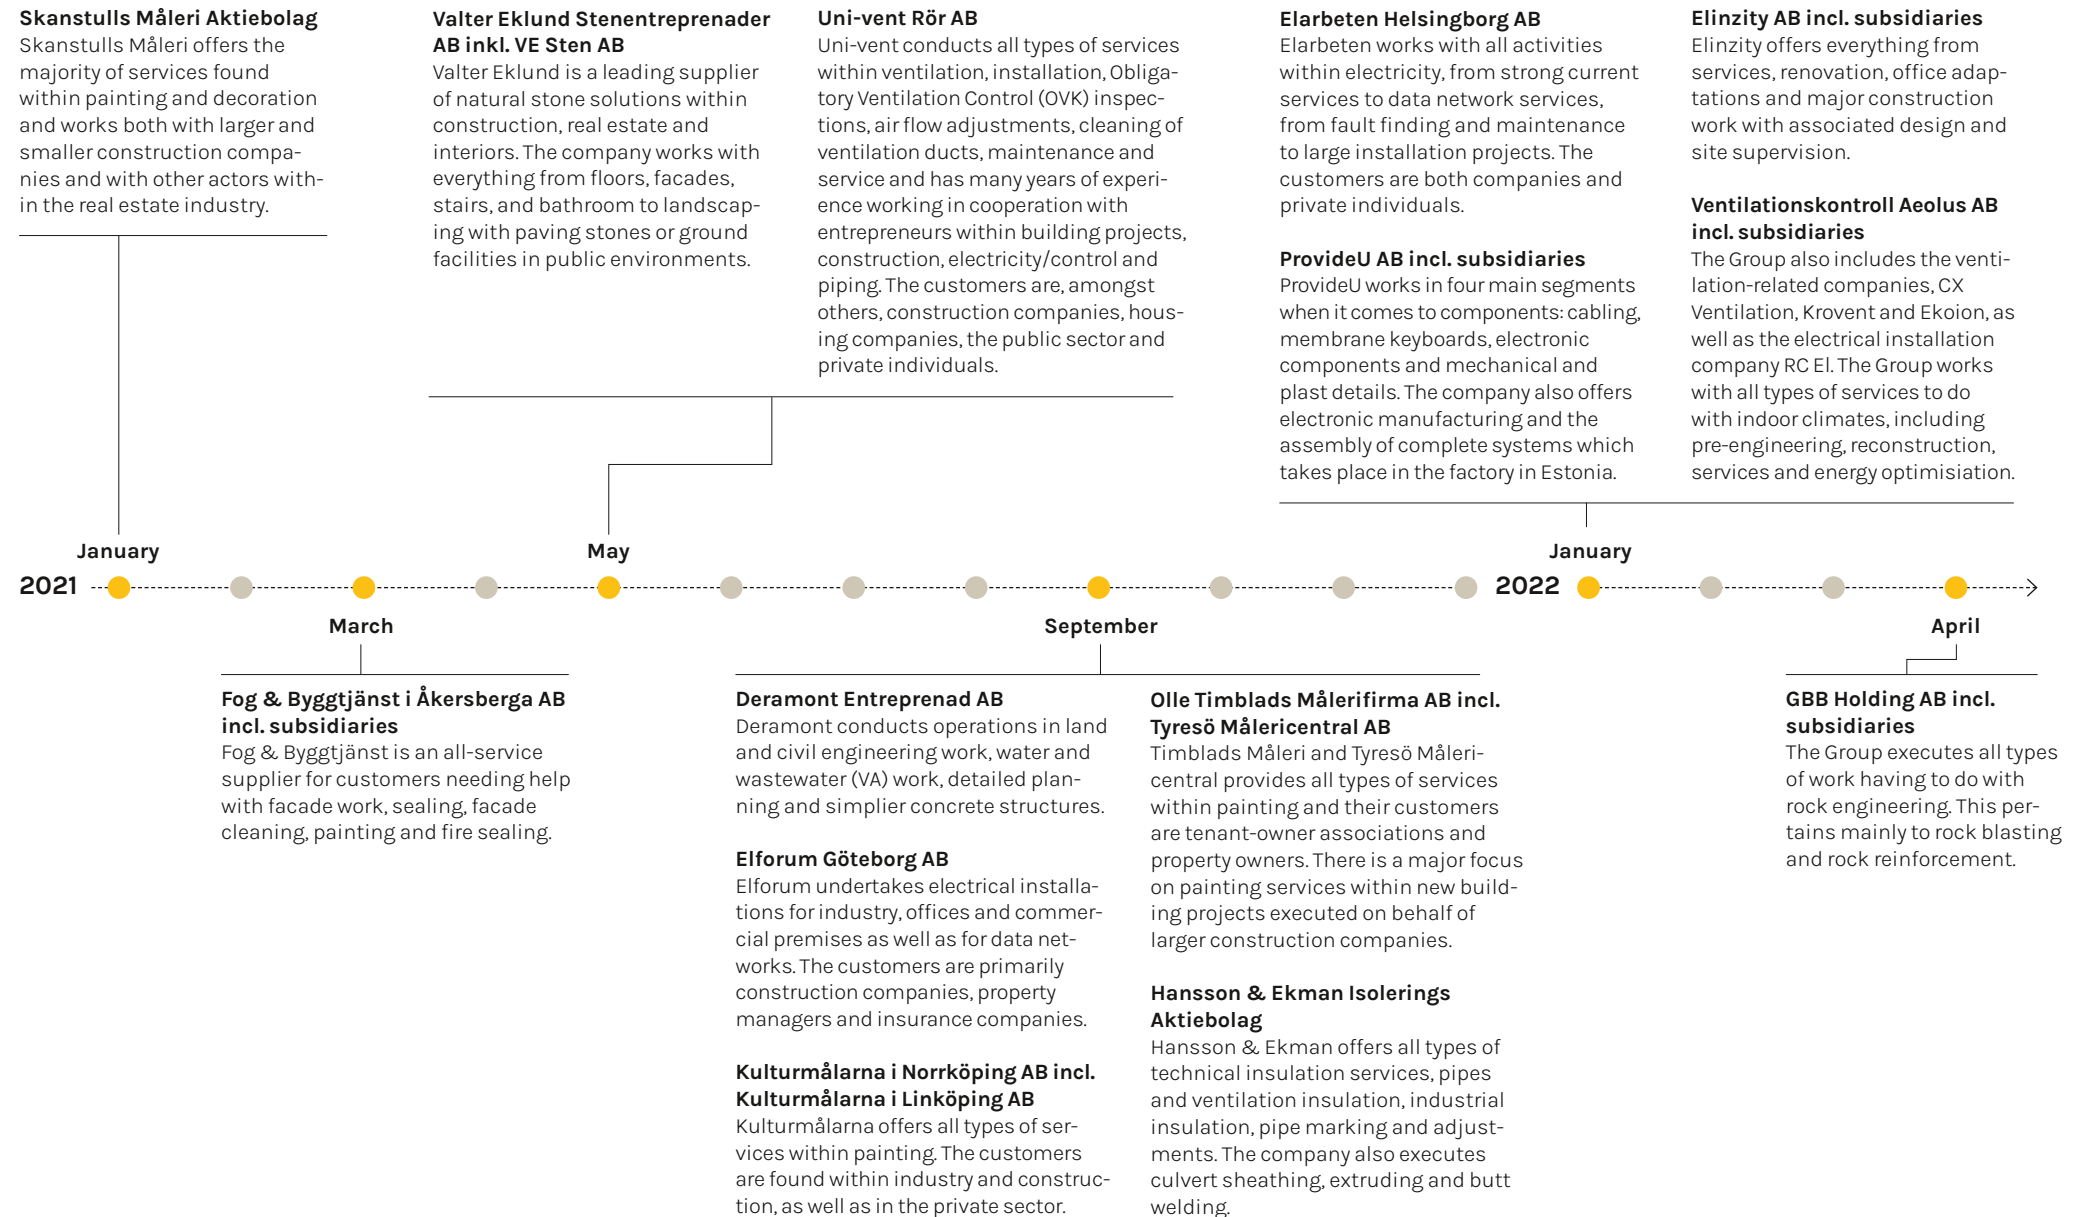 Skanstulls Måleri Aktiebolag
Skanstulls Måleri offers the
majority of services found
within painting and decoration
and works both with larger and
smaller construction compa-
nies and with other actors with-
in the real estate industry.
Valter Eklund Stenentreprenader
AB inkl. VE Sten AB
Valter Eklund is a leading supplier
of natural stone solutions within
construction, real estate and
interiors. The company works with
everything from floors, facades,
stairs, and bathroom to landscap-
ing with paving stones or ground
facilities in public environments.
Uni-vent Rör AB
Uni-vent conducts all types of services
within ventilation, installation, Obliga-
tory Ventilation Control (OVK) inspec-
tions, air flow adjustments, cleaning of
ventilation ducts, maintenance and
service and has many years of experi-
ence working in cooperation with
entrepreneurs within building projects,
construction, electricity/control and
piping. The customers are, amongst
others, construction companies, hous-
ing companies, the public sector and
private individuals.
Elarbeten Helsingborg AB
Elarbeten works with all activities
within electricity, from strong current
services to data network services,
from fault finding and maintenance
to large installation projects. The
customers are both companies and
private individuals.
ProvideU AB incl. subsidiaries
ProvideU works in four main segments
when it comes to components: cabling,
membrane keyboards, electronic
components and mechanical and
plast details. The company also offers
electronic manufacturing and the
assembly of complete systems which
takes place in the factory in Estonia.
Elinzity AB incl. subsidiaries
Elinzity offers everything from
services, renovation, office adap-
tations and major construction
work with associated design and
site supervision.
Ventilationskontroll Aeolus AB
incl. subsidiaries
The Group also includes the venti-
lation-related companies, CX
Ventilation, Krovent and Ekoion, as
well as the electrical installation
company RC El. The Group works
with all types of services to do
with indoor climates, including
pre-engineering, reconstruction,
services and energy optimisiation.
January
May
January
2021
2022
March
September
April
Fog & Byggtjänst i Åkersberga AB
incl. subsidiaries
Fog & Byggtjänst is an all-service
supplier for customers needing help
with facade work, sealing, facade
cleaning, painting and fire sealing.
Deramont Entreprenad AB
Deramont conducts operations in land
and civil engineering work, water and
wastewater (VA) work, detailed plan-
ning and simplier concrete structures.
Elforum Göteborg AB
Elforum undertakes electrical installa-
tions for industry, offices and commer-
cial premises as well as for data net-
works. The customers are primarily
construction companies, property
managers and insurance companies.
Kulturmålarna i Norrköping AB incl.
Kulturmålarna i Linköping AB
Kulturmålarna offers all types of ser-
vices within painting. The customers
are found within industry and construc-
tion, as well as in the private sector.
Olle Timblads Målerifirma AB incl.
Tyresö Målericentral AB
Timblads Måleri and Tyresö Måleri-
central provides all types of services
within painting and their customers
are tenant-owner associations and
property owners. There is a major focus
on painting services within new build-
ing projects executed on behalf of
larger construction companies.
Hansson & Ekman Isolerings
Aktiebolag
Hansson & Ekman offers all types of
technical insulation services, pipes
and ventilation insulation, industrial
insulation, pipe marking and adjust-
ments. The company also executes
culvert sheathing, extruding and butt
welding.
GBB Holding AB incl.
subsidiaries
The Group executes all types
of work having to do with
rock engineering. This per-
tains mainly to rock blasting
and rock reinforcement.